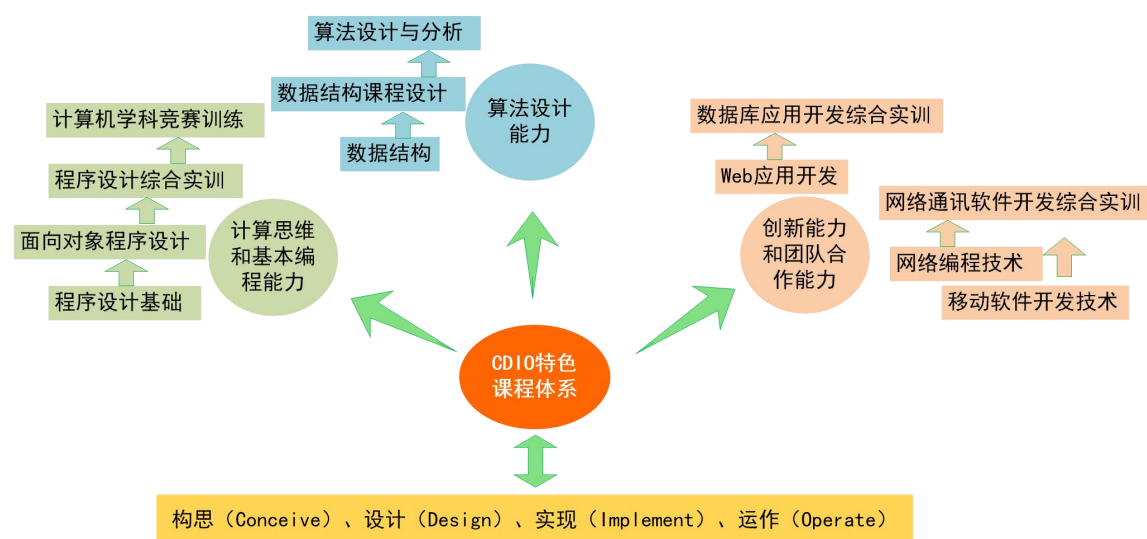 算法设计与分析
数据结构课程设计
数据结构
算法设计
能力
计算机学科竞赛训练
程序设计综合实训
面向对象程序设计
程序设计基础
计算思维
和基本编
程能力
数据库应用开发综合实训
Web应用开发
创新能力
和团队合
作能力
网络通讯软件开发综合实训
网络编程技术
移动软件开发技术
CDIO特色
课程体系
构思（Conceive）、设计（Design）、实现（Implement）、运作（Operate）